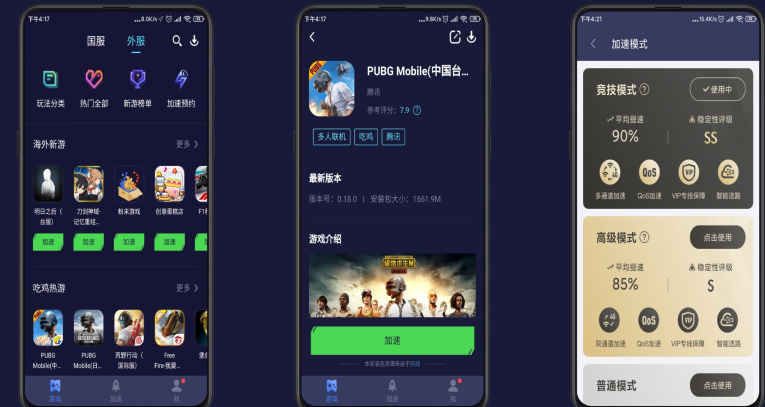 下午4:17
...8.0K/s
国服 外服
玩法分类 热门全部 新游榜单 加速预约
海外新游 更多 >
明日之后（ 刀剑神域· 粉末游戏 创意蛋糕店 F1
台服） 记忆重组...
加速 加速 加速 加速
吃鸡热游 更多 >
PUBG PUBG 荒野行动（ Free
Mobile(中... Mobile(日... 国际服) Fire-我要...
游戏 加速 我
下午4:17
...9.8K/s
PUBG Mobile(中国台...
腾讯
参考评分：7.9 ?
多人联机 吃鸡 腾讯
最新版本
版本号：0.18.0 | 安装包大小：1661.9M
游戏介绍
绝地求生M
加速
本安装包资源来自于网络
游戏 加速 我
下午4:21
...15.4K/s
加速模式
竞技模式 ? 使用中
平均提速 稳定性评级
90% SS
多通道加速 QoS加速 VIP专线保障 智能选路
高级模式 ? 点击使用
平均提速 稳定性评级
85% S
双通道加速 QoS加速 VIP专线保障 智能选路
普通模式 点击使用